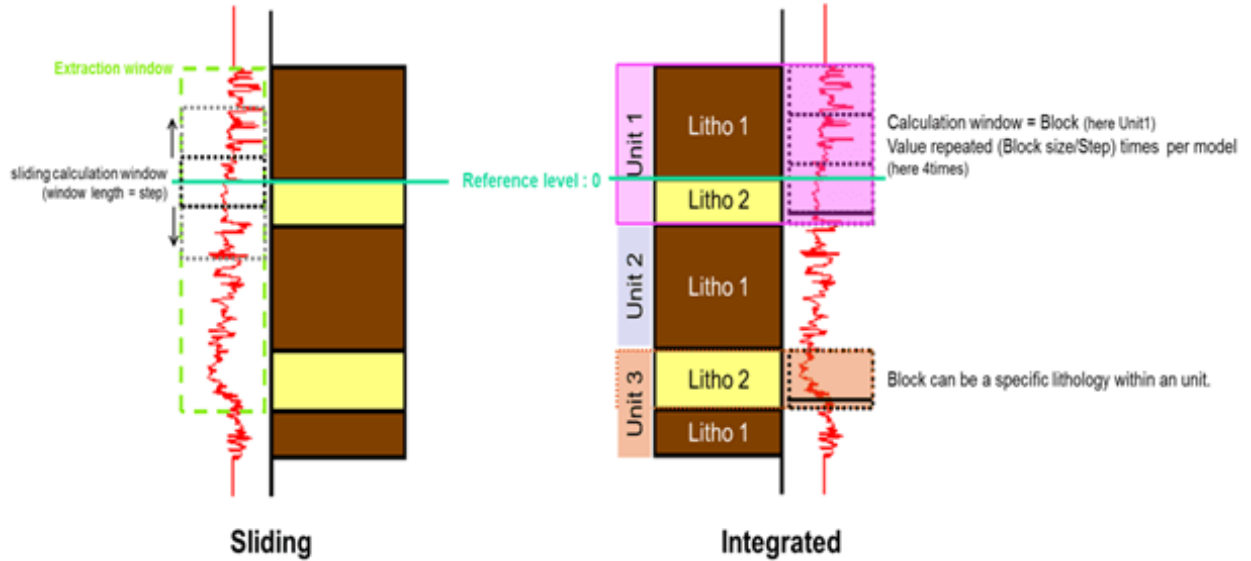 Extraction window
sliding calculation window
(window length = step)
Sliding
Reference level : 0
Unit 1
Litho 1
Litho 2
Unit 2
Litho 1
Unit 3
Litho 2
Litho 1
Calculation window = Block (here Unit1)
Value repeated (Block size/Step) times per model
(here 4times)
Block can be a specific lithology within an unit.
Integrated